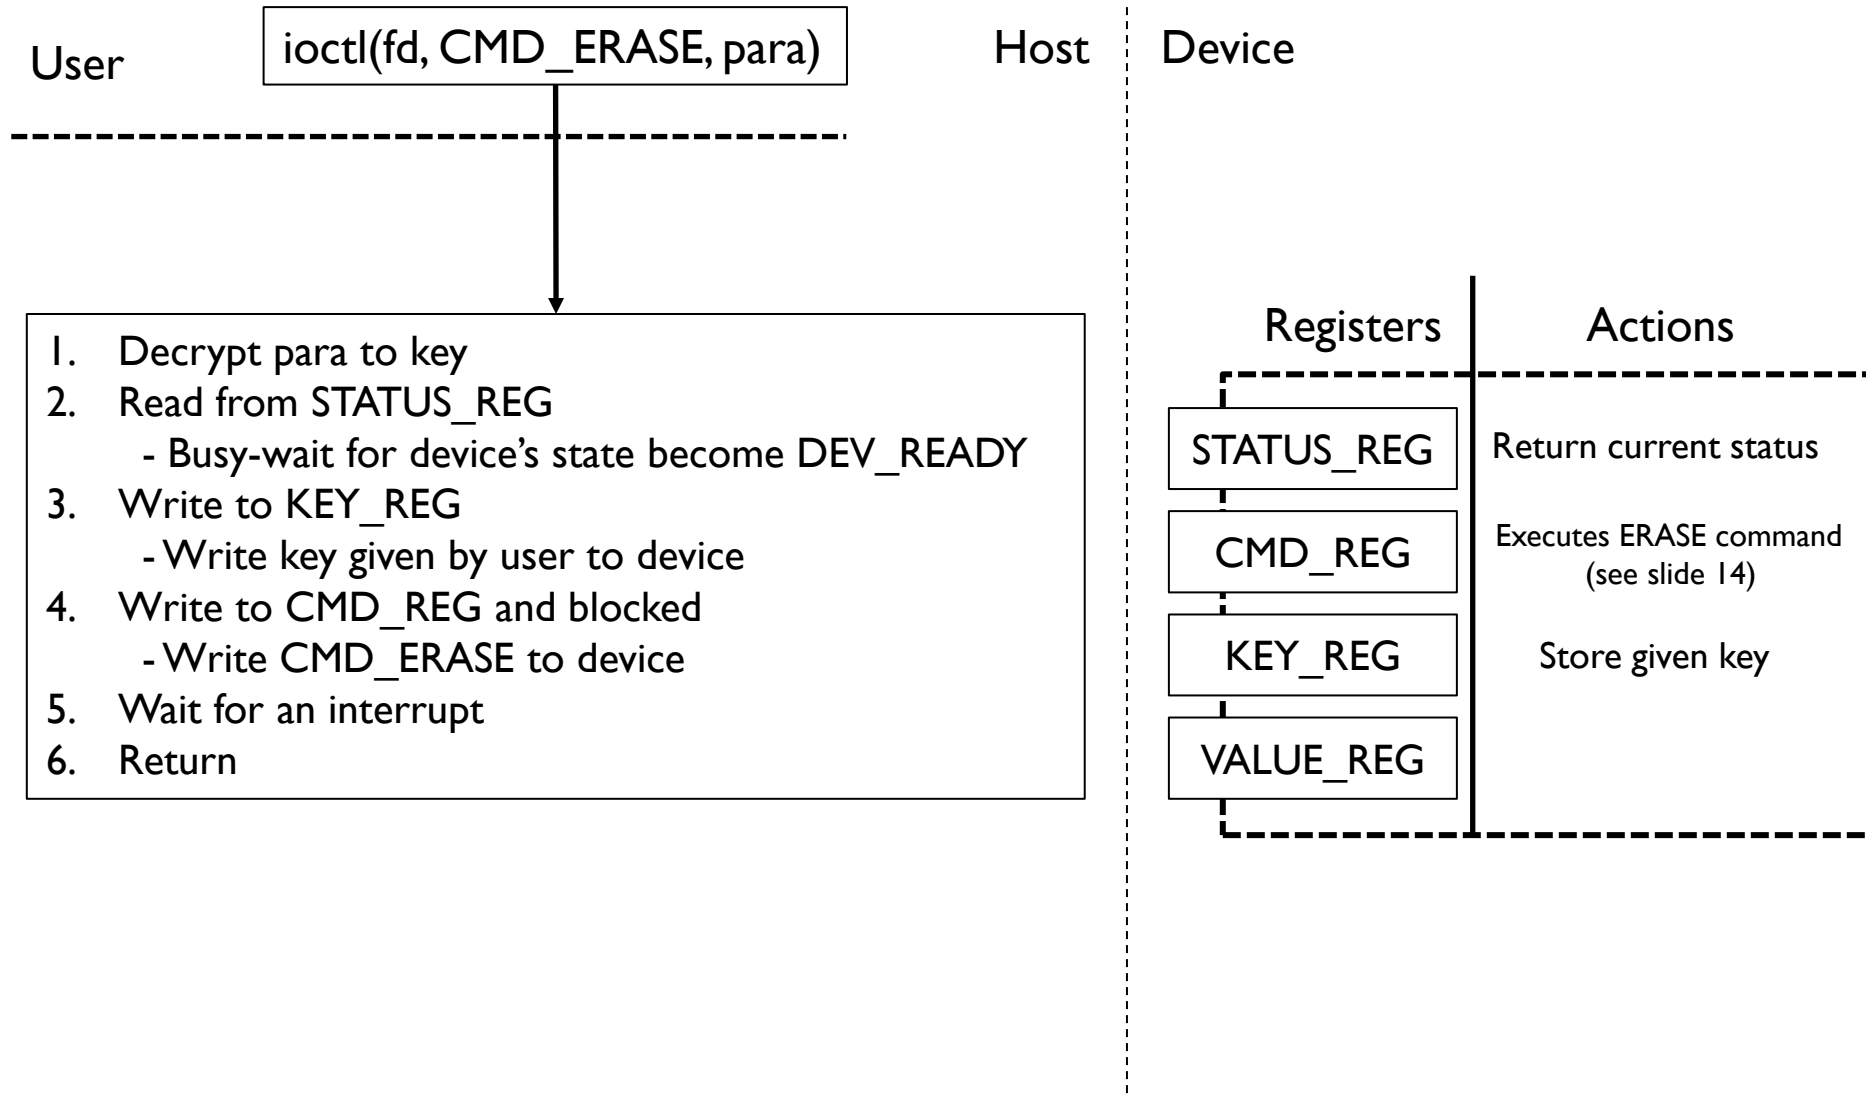 User
ioctl(fd, CMD_ERASE, para)
Host
Device
1. Decrypt para to key
2. Read from STATUS_REG
- Busy-wait for device’s state become DEV_READY
3. Write to KEY_REG
- Write key given by user to device
4. Write to CMD_REG and blocked
- Write CMD_ERASE to device
5. Wait for an interrupt
6. Return
Registers
Actions
STATUS_REG
Return current status
CMD_REG
Executes ERASE command
(see slide 14)
KEY_REG
Store given key
VALUE_REG